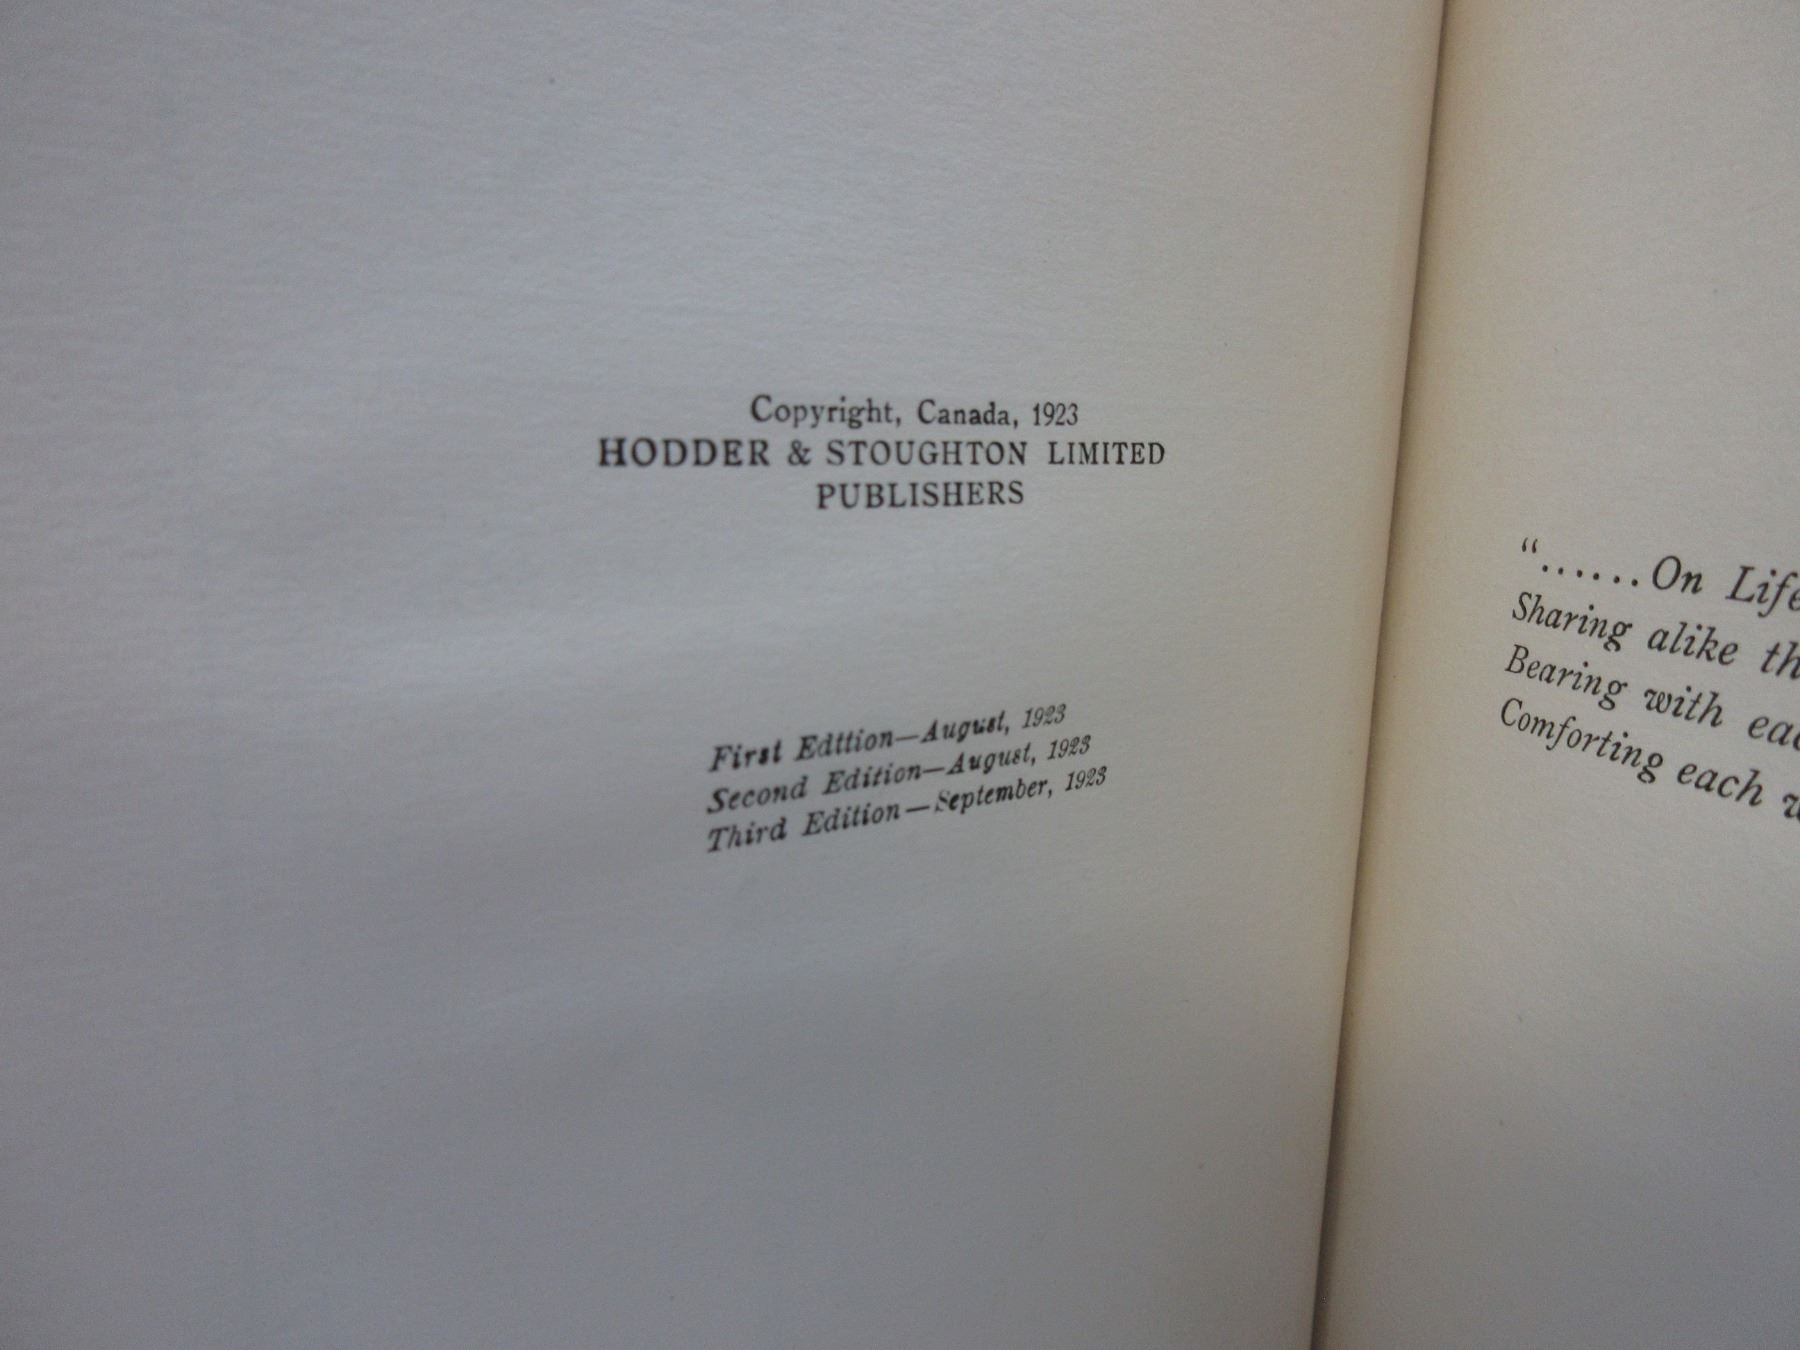 Copyright, Canada, 1923
HODDER & STOUGHTON LIMITED
PUBLISHERS
First Edttion—August, 1923
Second Edition—August, 1923
Third Edition—September, 1923
"......On Life
Sharing alike
Bearing with
Comforting each